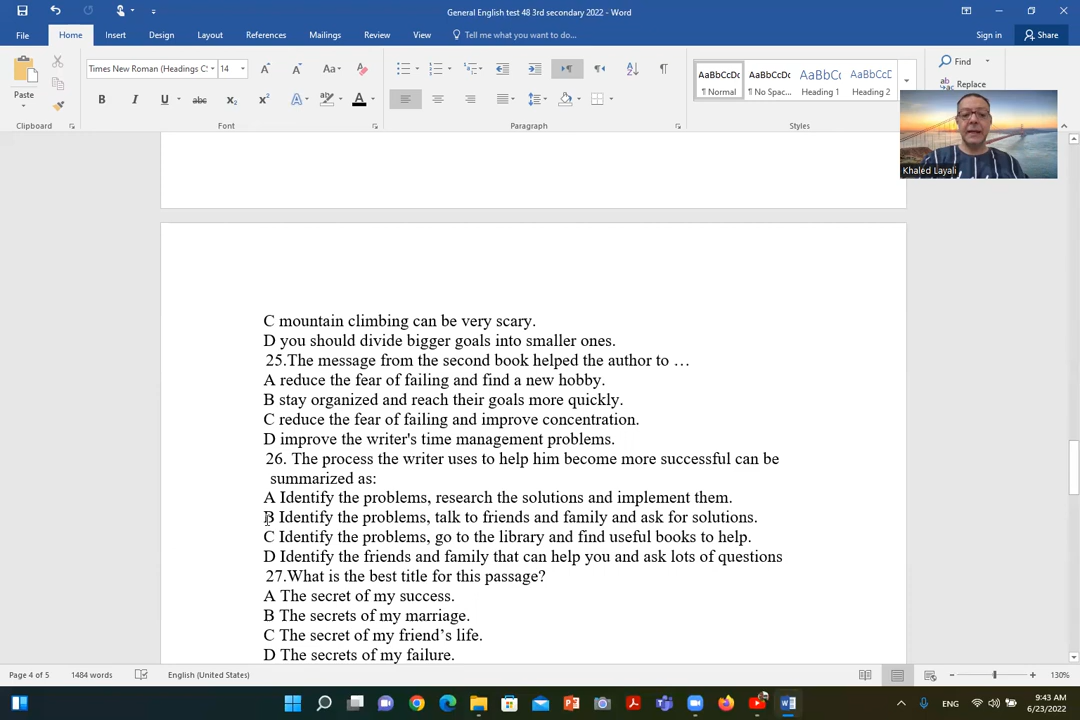 General English test 48 3rd secondary 2022 - Word
File Home Insert Design Layout References Mailings Review View Tell me what you want to do... Sign in Share
Paste
Times New Roman (Headings CS 14
Aa
B I U abc X₂ X² A A
AaBbCcDc AaBbCcDc AaBbCc AaBbCcD
¶ Normal ¶ No Spac... Heading 1 Heading 2
Find
Replace
Clipboard Font Paragraph Styles
Khaled Layali
C mountain climbing can be very scary.
D you should divide bigger goals into smaller ones.
25.The message from the second book helped the author to …
A reduce the fear of failing and find a new hobby.
B stay organized and reach their goals more quickly.
C reduce the fear of failing and improve concentration.
D improve the writer's time management problems.
26. The process the writer uses to help him become more successful can be
summarized as:
A Identify the problems, research the solutions and implement them.
B Identify the problems, talk to friends and family and ask for solutions.
C Identify the problems, go to the library and find useful books to help.
D Identify the friends and family that can help you and ask lots of questions
27.What is the best title for this passage?
A The secret of my success.
B The secrets of my marriage.
C The secret of my friend's life.
D The secrets of my failure.
Page 4 of 5 1484 words English (United States) 130%
ENG 9:43 AM
6/23/2022